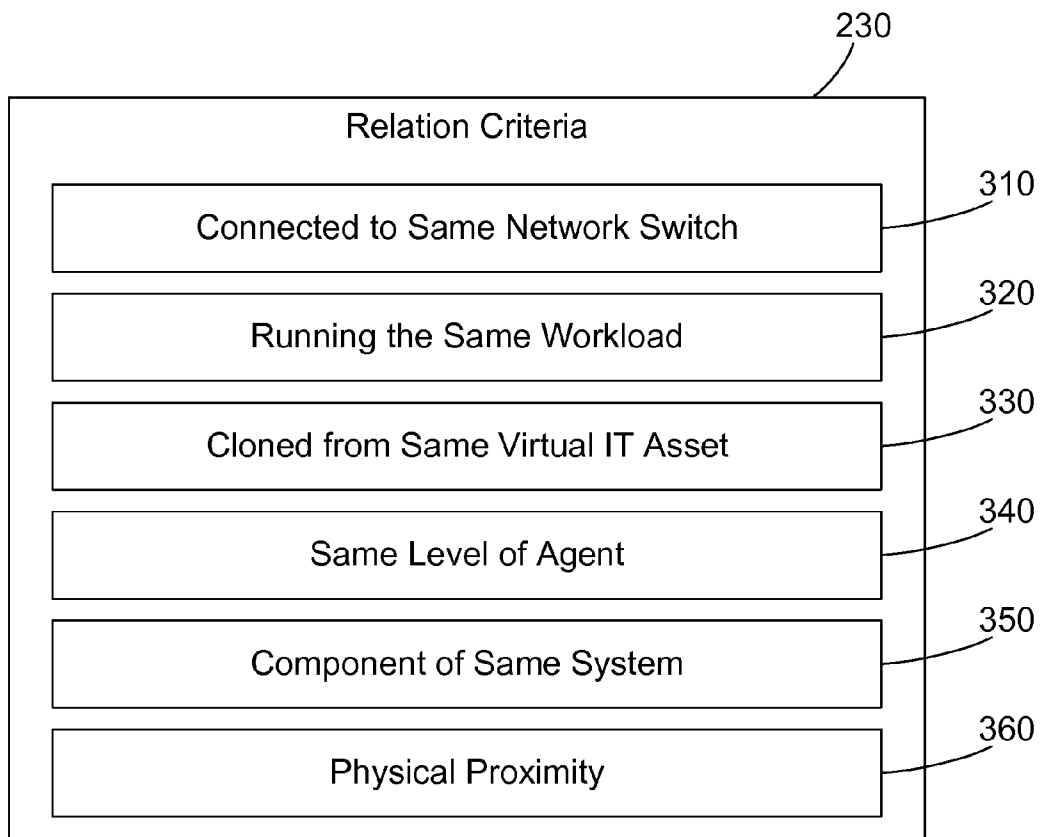 230
Relation Criteria
310
Connected to Same Network Switch
320
Running the Same Workload
330
Cloned from Same Virtual IT Asset
340
Same Level of Agent
350
Component of Same System
360
Physical Proximity